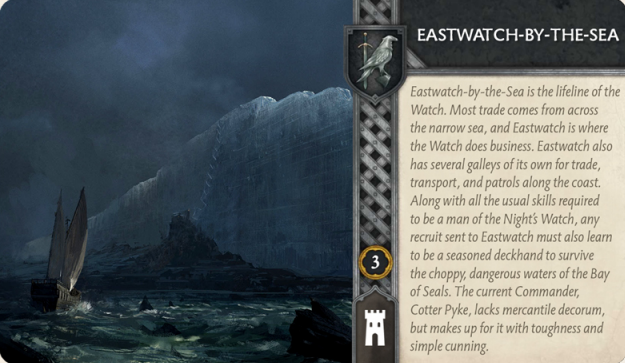 EASTWATCH-BY-THE-SEA
Eastwatch-by-the-Sea is the lifeline of the
Watch. Most trade comes from across
the narrow sea, and Eastwatch is where
the Watch does business. Eastwatch also
has several galleys of its own for trade,
transport, and patrols along the coast.
Along with all the usual skills required
to be a man of the Night's Watch, any
recruit sent to Eastwatch must also learn
to be a seasoned deckhand to survive
the choppy, dangerous waters of the Bay
of Seals. The current Commander,
Cotter Pyke, lacks mercantile decorum,
but makes up for it with toughness and
simple cunning.
3